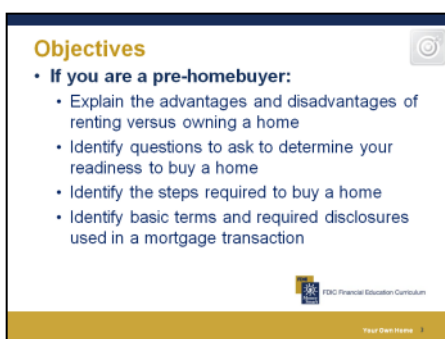 Objectives
• If you are a pre-homebuyer:
• Explain the advantages and disadvantages of
renting versus owning a home
• Identify questions to ask to determine your
readiness to buy a home
• Identify the steps required to buy a home
• Identify basic terms and required disclosures
used in a mortgage transaction
FDIC Financial Education Curriculum
Your Own Home 3